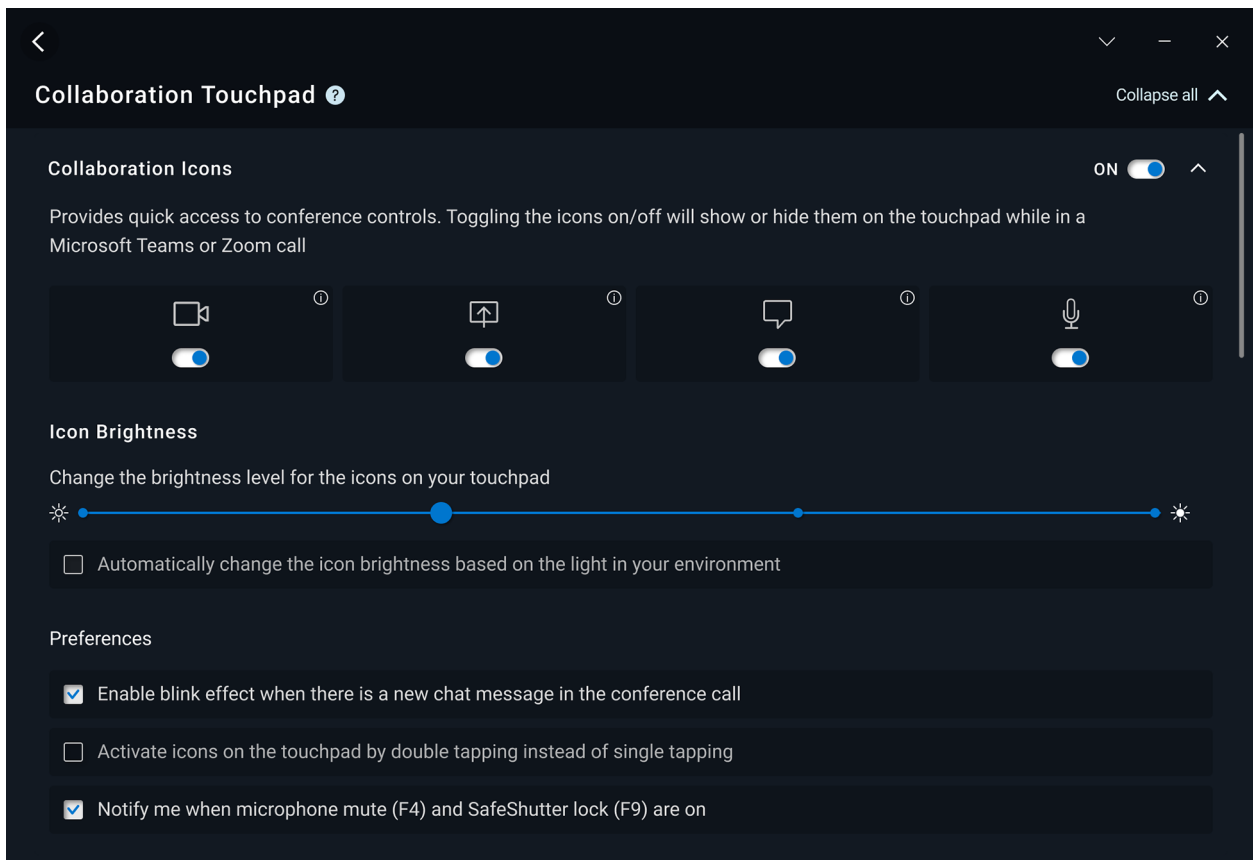 Collaboration Touchpad ?
Collapse all
Collaboration Icons
ON
Provides quick access to conference controls. Toggling the icons on/off will show or hide them on the touchpad while in a
Microsoft Teams or Zoom call
Icon Brightness
Change the brightness level for the icons on your touchpad
Automatically change the icon brightness based on the light in your environment
Preferences
Enable blink effect when there is a new chat message in the conference call
Activate icons on the touchpad by double tapping instead of single tapping
Notify me when microphone mute (F4) and SafeShutter lock (F9) are on